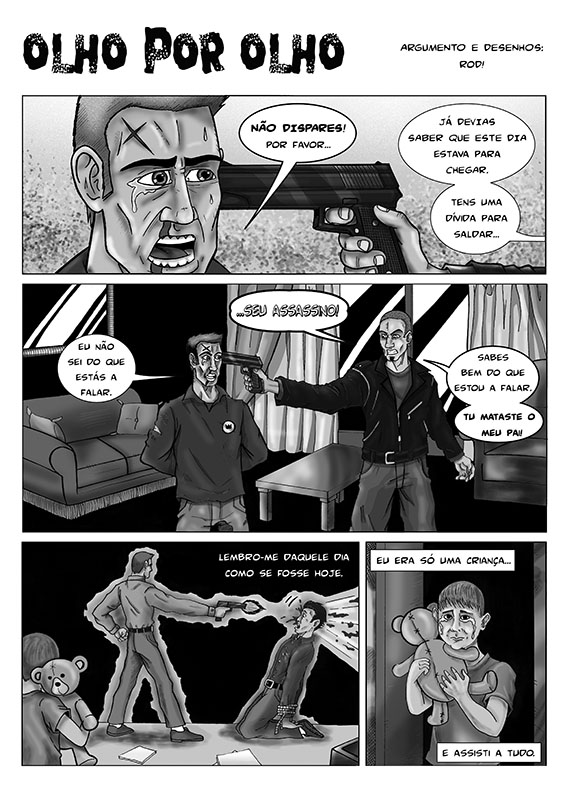 OLHO POR OLHO
ARGUMENTO E DESENHOS:
ROD!
NÃO DISPARES!
POR FAVOR...
JÁ DEVIAS
SABER QUE ESTE DIA
ESTAVA PARA
CHEGAR.
TENS UMA
DÍVIDA PARA
SALDAR...
...SEU ASSASSINO!
EU NÃO
SEI DO QUE
ESTÁS A
FALAR.
SABES
BEM DO QUE
ESTOU A FALAR.
TU MATASTE O
MEU PAI!
LEMBRO-ME DAQUELE DIA
COMO SE FOSSE HOJE.
EU ERA SÓ UMA CRIANÇA...
E ASSISTI A TUDO.